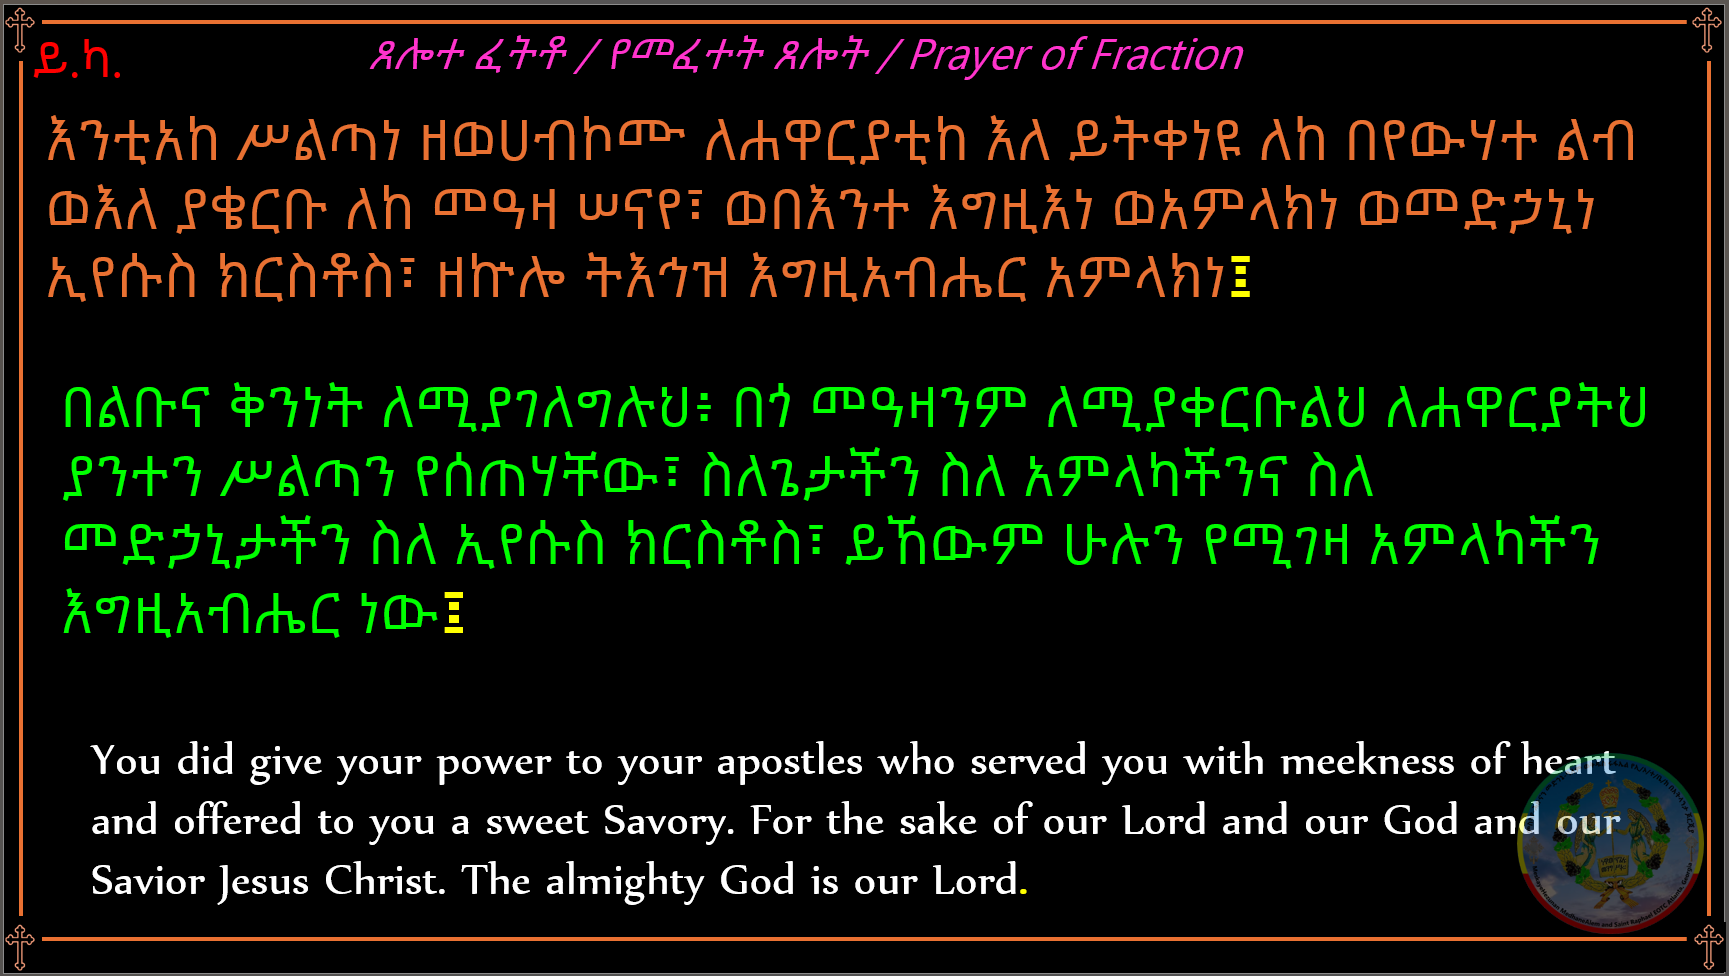 ይ.ካ.
ጸሎተ ፈትቶ / የመፈተት ጸሎት / Prayer of Fraction
እንቲአከ ሥልጣነ ዘወሀብኮሙ ለሐዋርያቲከ እለ ይትቀነዩ ለከ በየውሃተ ልብ
ወእለ ያቄርቡ ለከ መዓዛ ሠናየ፣ ወበእንተ እግዚእነ ወአምላክነ ወመድኃኒነ
ኢየሱስ ክርስቶስ፣ ዘኵሎ ትእኅዝ እግዚአብሔር አምላክነ፤
በልቡና ቅንነት ለሚያገለግሉህ፥ በጎ መዓዛንም ለሚያቀርቡልህ ለሐዋርያትህ
ያንተን ሥልጣን የሰጠሃቸው፣ ስለጌታችን ስለ አምላካችንና ስለ
መድኃኒታችን ስለ ኢየሱስ ክርስቶስ፣ ይኸውም ሁሉን የሚገዛ አምላካችን
እግዚአብሔር ነው፤
You did give your power to your apostles who served you with meekness of heart
and offered to you a sweet Savory. For the sake of our Lord and our God and our
Savior Jesus Christ. The almighty God is our Lord.